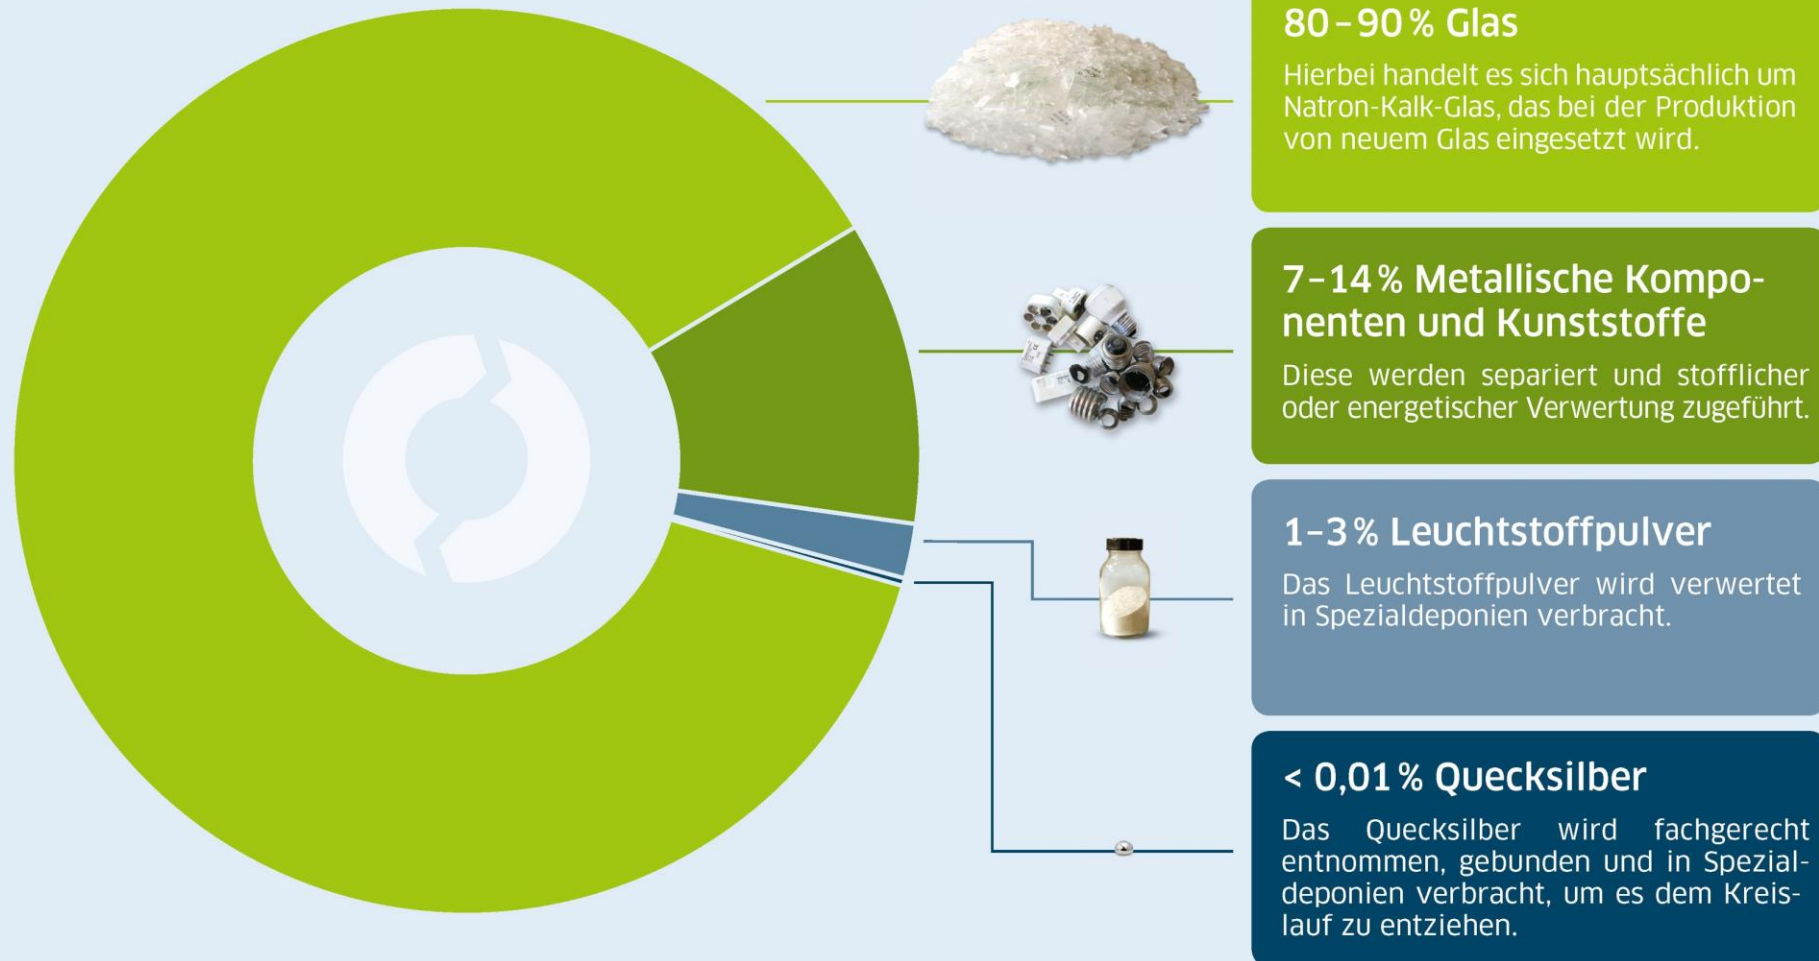 80–90% Glas
Hierbei handelt es sich hauptsächlich um
Natron-Kalk-Glas, das bei der Produktion
von neuem Glas eingesetzt wird.
7–14% Metallische Kompo-
nenten und Kunststoffe
Diese werden separiert und stofflicher
oder energetischer Verwertung zugeführt.
1–3% Leuchtstoffpulver
Das Leuchtstoffpulver wird verwertet
in Spezialdeponien verbracht.
< 0,01% Quecksilber
Das Quecksilber wird fachgerecht
entnommen, gebunden und in Spezial-
deponien verbracht, um es dem Kreis-
lauf zu entziehen.